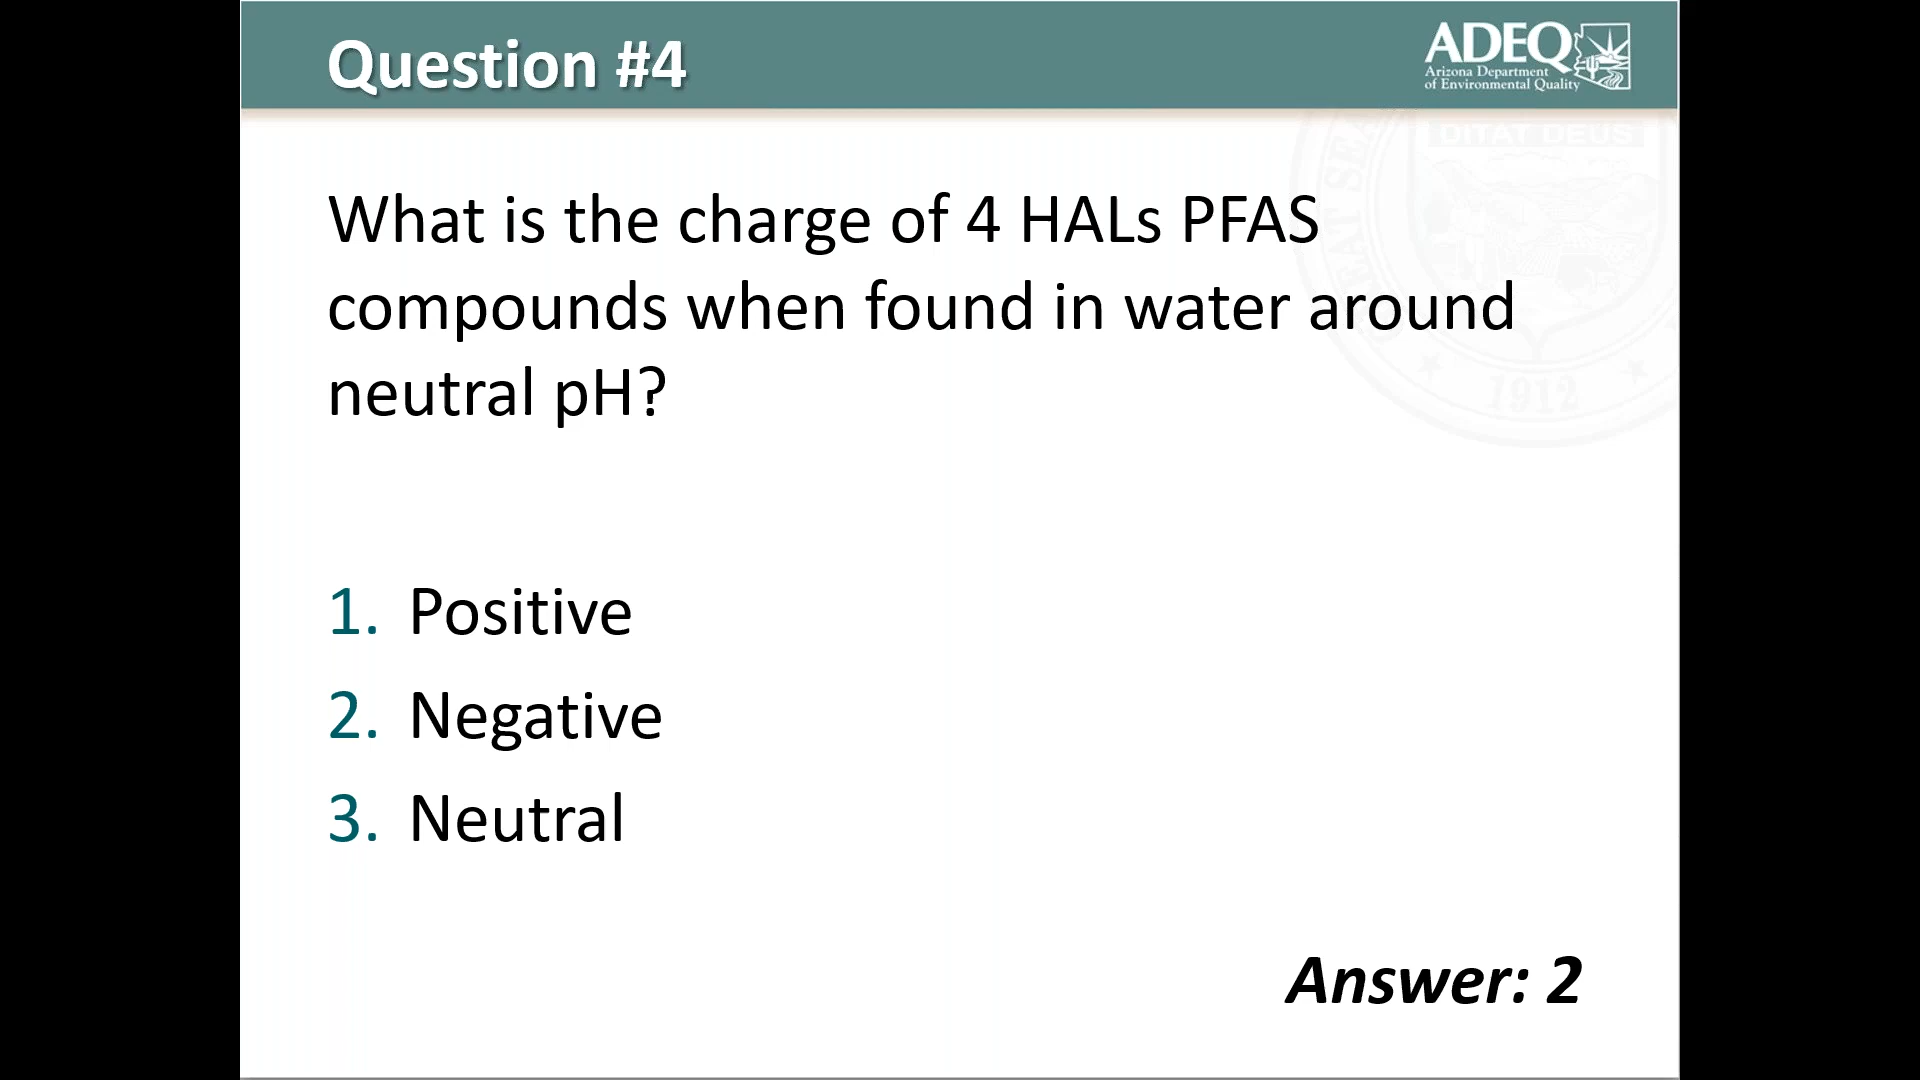 Question #4
ADEQ
Arizona Department
of Environmental Quality
DITAT DEUS
What is the charge of 4 HALs PFAS
compounds when found in water around
neutral pH?
1912
1. Positive
2. Negative
3. Neutral
Answer: 2